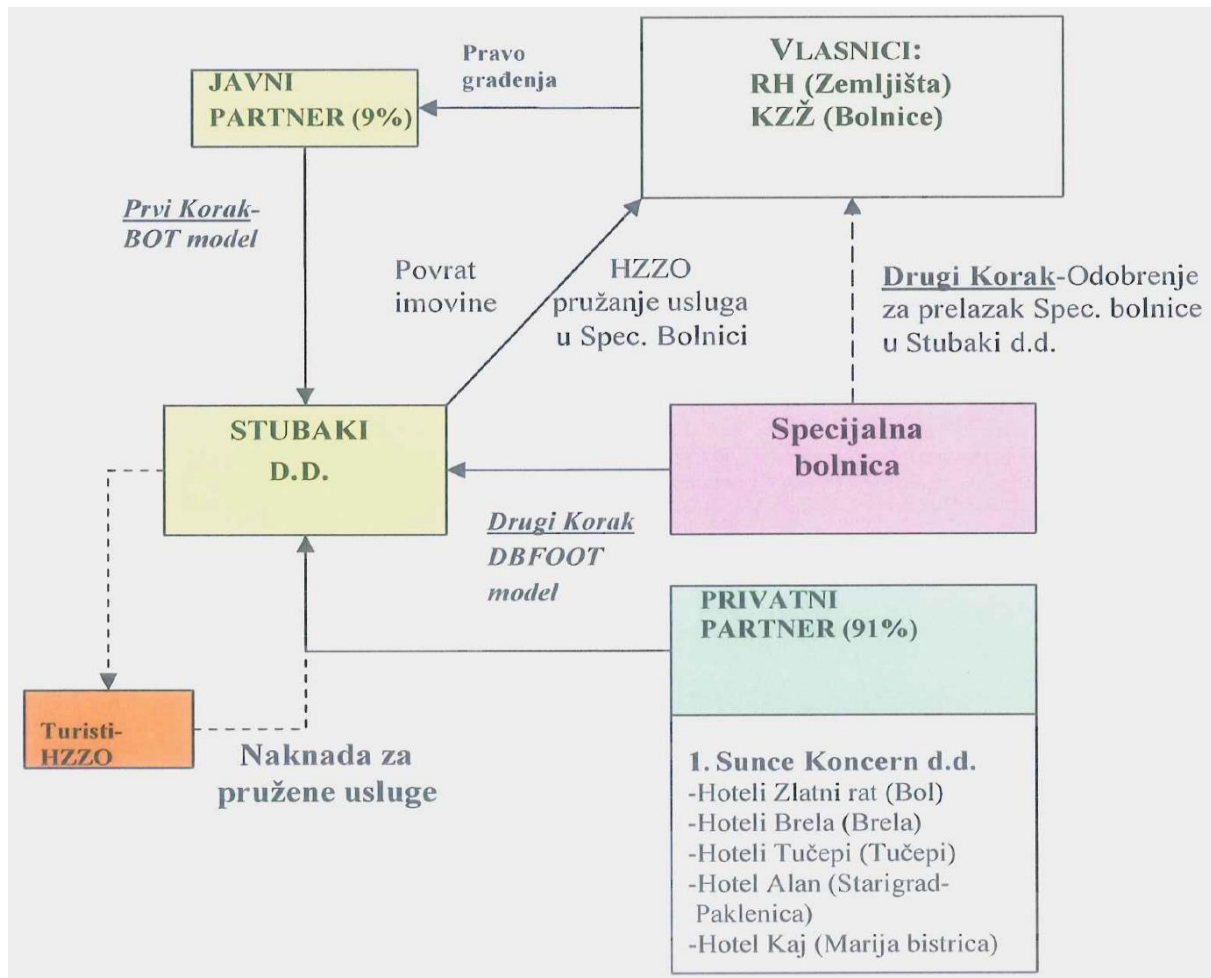 Pravo
građenja
JAVNI
PARTNER (9%)
VLASNICI:
RH (Zemljišta)
KZŽ (Bolnice)
Prvi Korak-
BOT model
Povrat
imovine
HZZO
pružanje usluga
u Spec. Bolnici
Drugi Korak-Odobrenje
za prelazak Spec. bolnice
u Stubaki d.d.
STUBAKI
D.D.
Specijalna
bolnica
Drugi Korak
DBFOOT
model
PRIVATNI
PARTNER (91%)
Turisti-
HZZO
Naknada za
pružene usluge
1. Sunce Koncern d.d.
-Hoteli Zlatni rat (Bol)
-Hoteli Brela (Brela)
-Hoteli Tučepi (Tučepi)
-Hotel Alan (Starigrad-
Paklenica)
-Hotel Kaj (Marija bistrica)